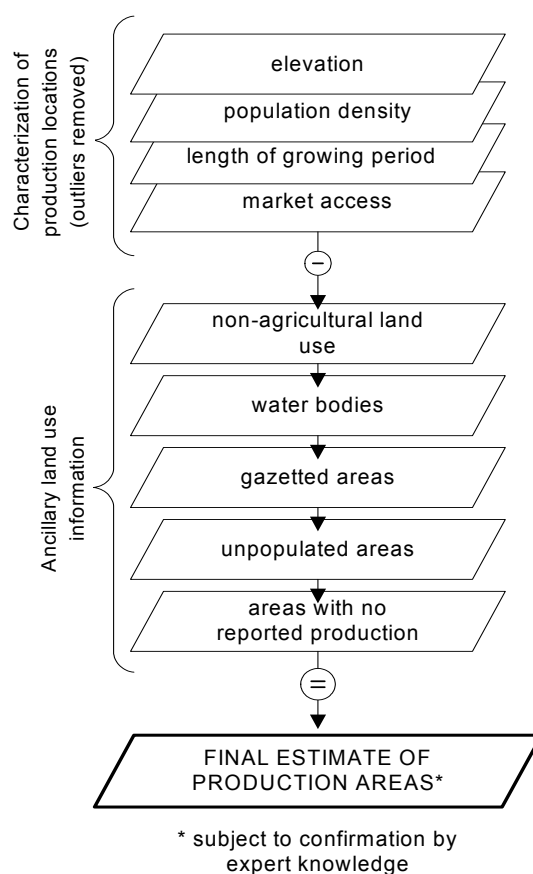 Characterization of
production locations
(outliers removed)
elevation
population density
length of growing period
market access
−
Ancillary land use
information
non-agricultural land
use
water bodies
gazetted areas
unpopulated areas
areas with no
reported production
=
FINAL ESTIMATE OF
PRODUCTION AREAS*
* subject to confirmation by
expert knowledge